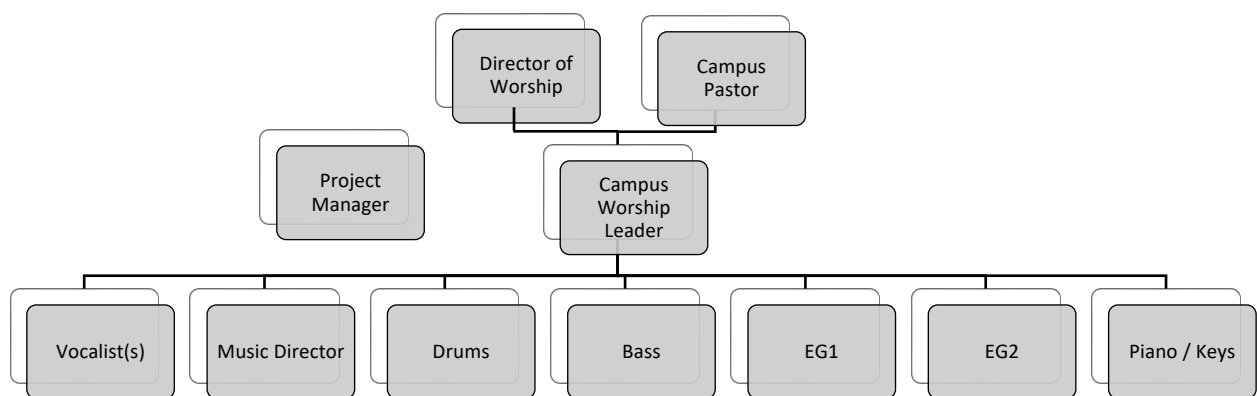 Director of
Worship
Campus
Pastor
Project
Manager
Campus
Worship
Leader
Vocalist(s)
Music Director
Drums
Bass
EG1
EG2
Piano / Keys